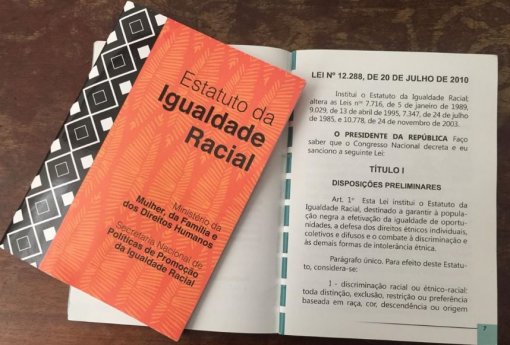 Estatuto da
Igualdade
Racial
Ministério da
Mulher, da Família e
dos Direitos Humanos
Secretaria Nacional de
Políticas de Promoção
da Igualdade Racial
LEI Nº 12.288, DE 20 DE JULHO DE 2010
Institui o Estatuto da Igualdade Racial;
altera as Leis nºˢ 7.716, de 5 de janeiro de 1989,
9.029, de 13 de abril de 1995, 7.347, de 24 de julho
de 1985, e 10.778, de 24 de novembro de 2003.
O PRESIDENTE DA REPÚBLICA Faço
saber que o Congresso Nacional decreta e eu
sanciono a seguinte Lei:
TÍTULO I
DISPOSIÇÕES PRELIMINARES
Art. 1º Esta Lei institui o Estatuto da
Igualdade Racial, destinado a garantir à popula-
ção negra a efetivação da igualdade de oportu-
nidades, a defesa dos direitos étnicos individuais,
coletivos e difusos e o combate à discriminação e
às demais formas de intolerância étnica.
Parágrafo único. Para efeito deste Estatu-
to, considera-se:
I - discriminação racial ou étnico-racial:
toda distinção, exclusão, restrição ou preferência
baseada em raça, cor, descendência ou origem
7